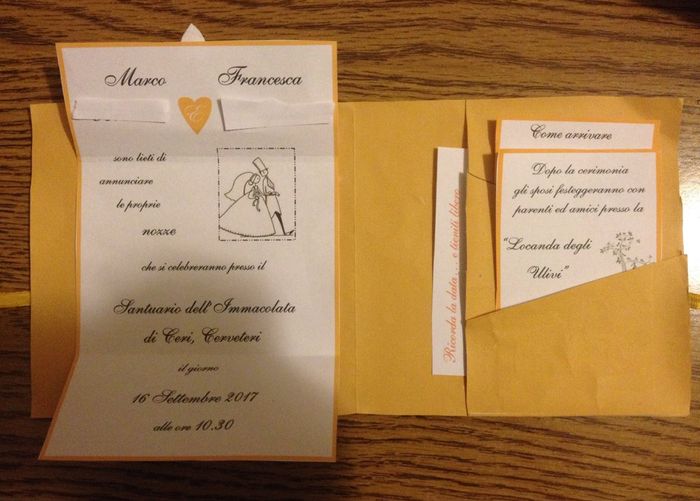 Marco Francesca
E
sono lieti di
annunciare
le proprie
nozze
che si celebreranno presso il
Santuario dell' Immacolata
di Ceri, Cerveteri
il giorno
16 Settembre 2017
alle ore 10.30
Ricorda la data... e tieniti libero
Come arrivare
Dopo la cerimonia
gli sposi festeggeranno con
parenti ed amici presso la
"Locanda degli
Ulivi"